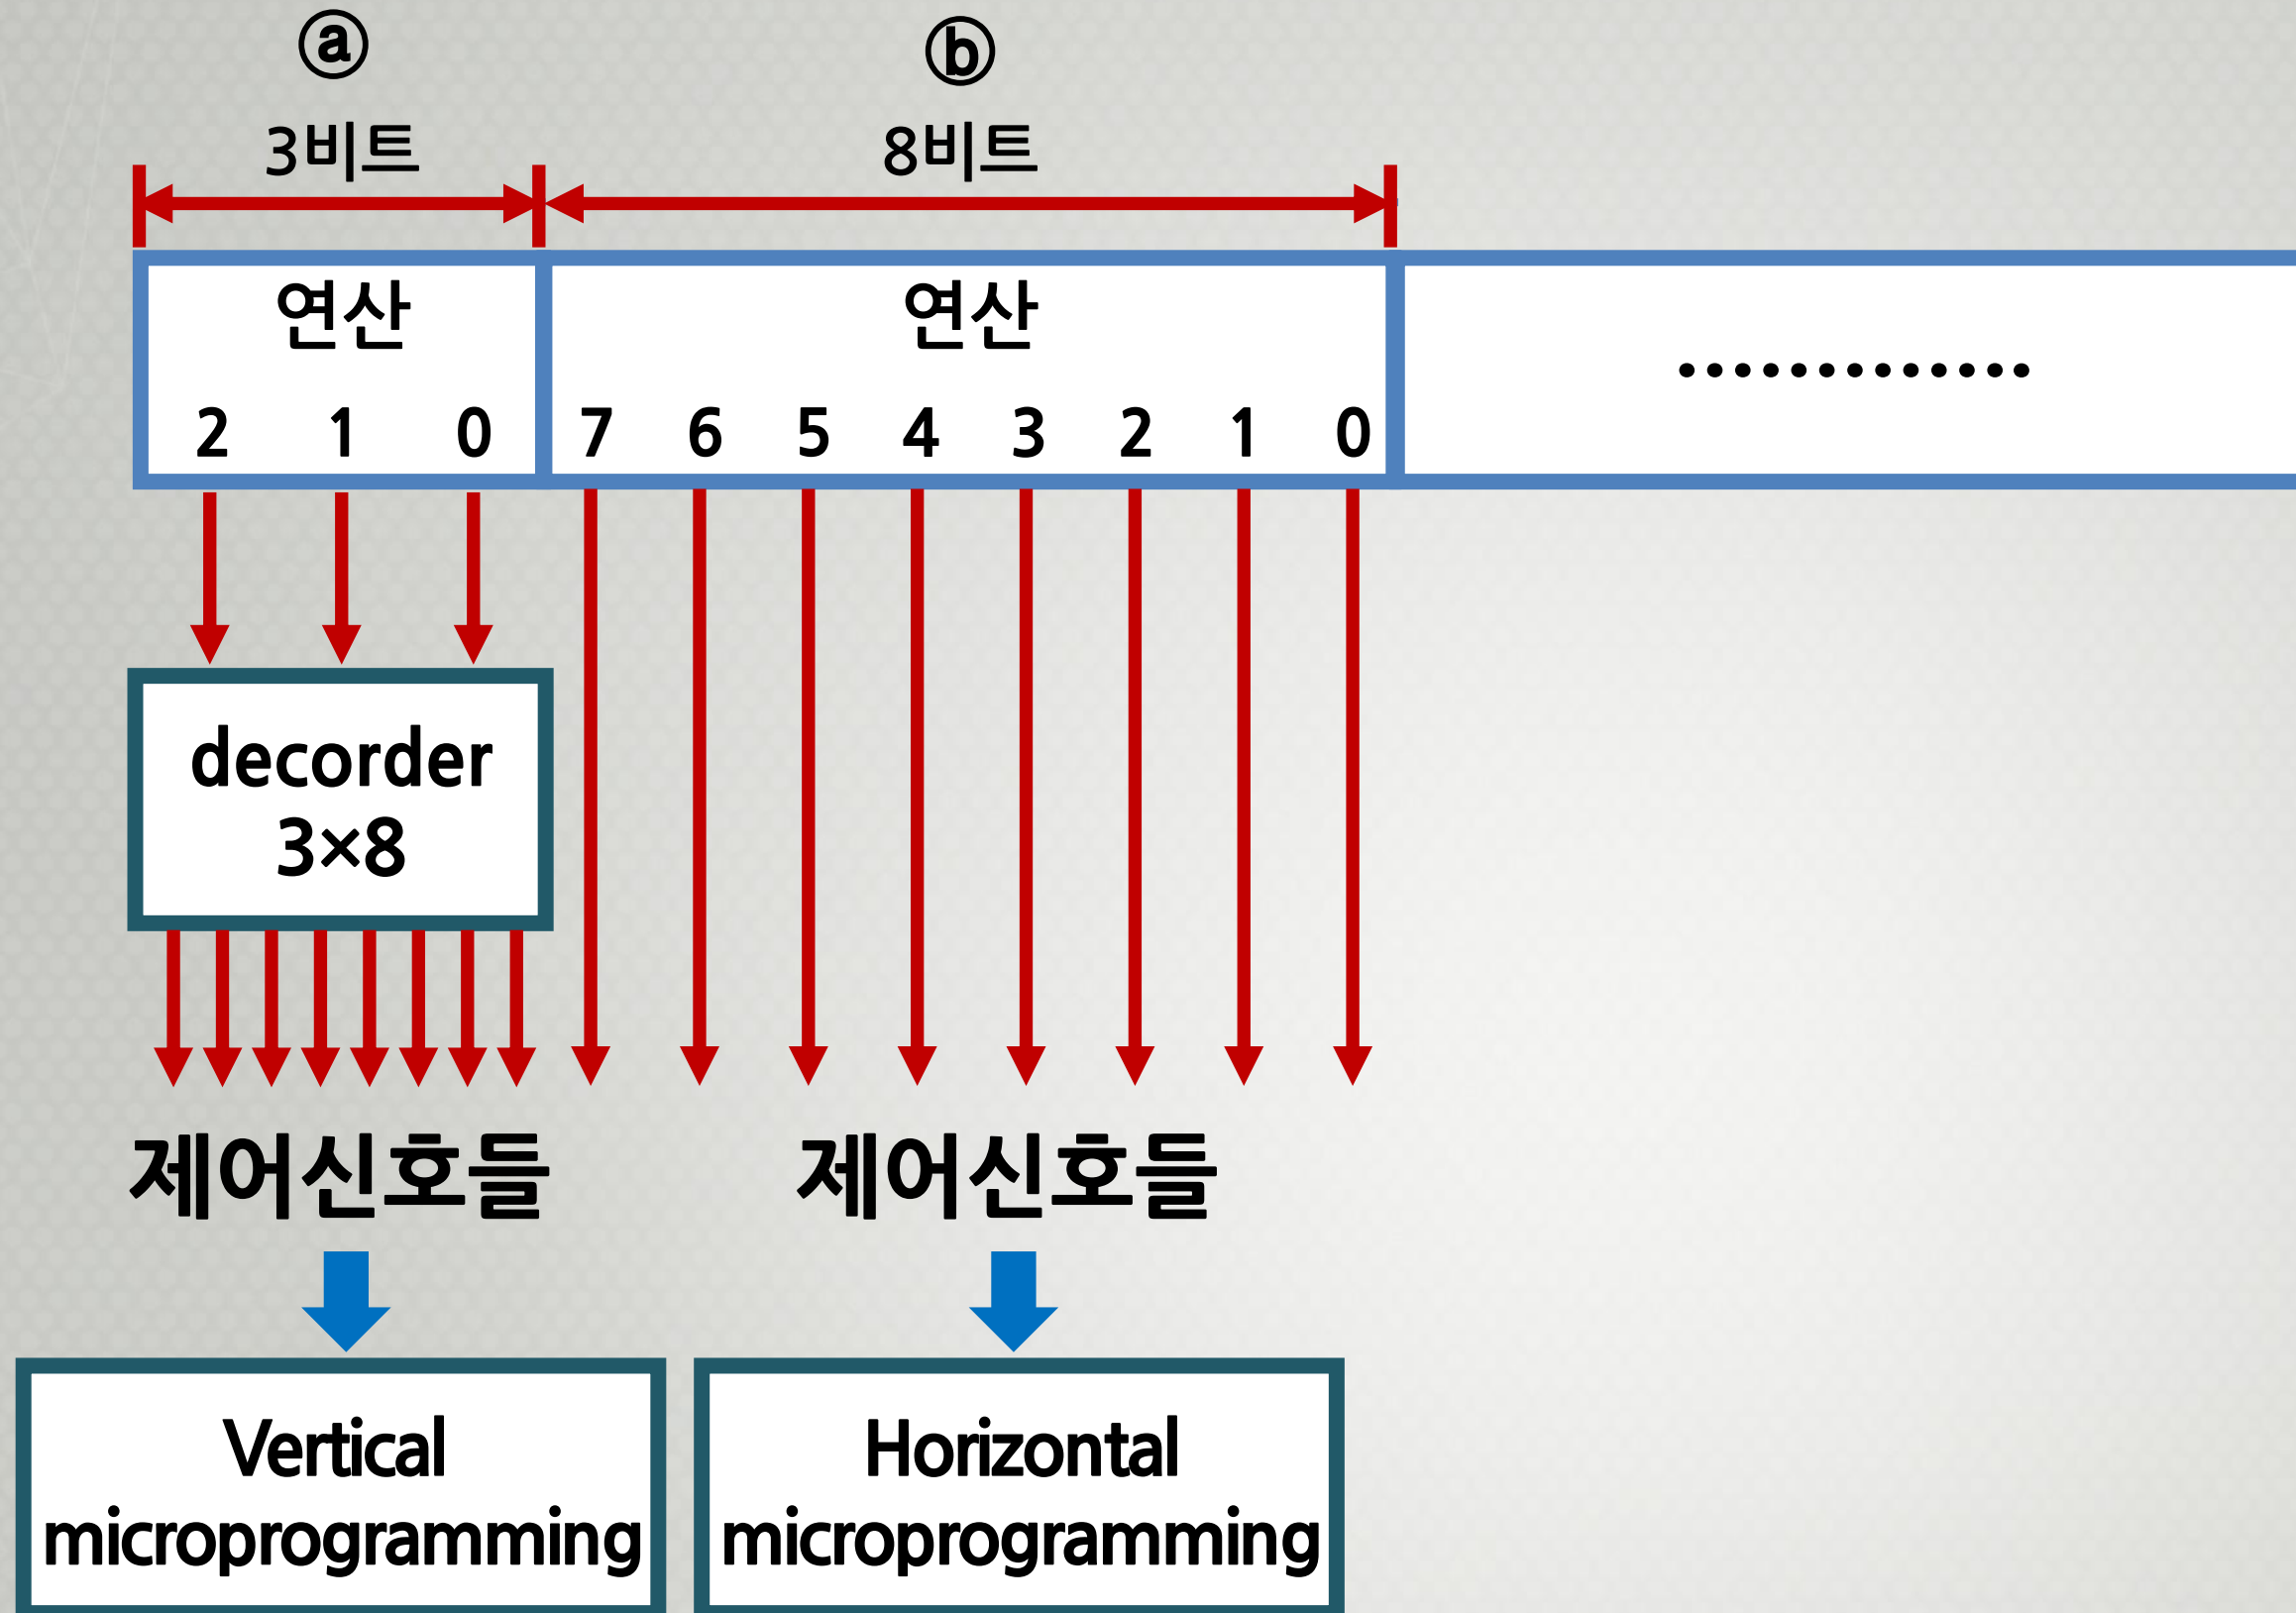 ⓐ
ⓑ
3비트
8비트
연산
연산
2 1 0
7 6 5 4 3 2 1 0
..............
decorder
3×8
제어신호들
제어신호들
Vertical
microprogramming
Horizontal
microprogramming